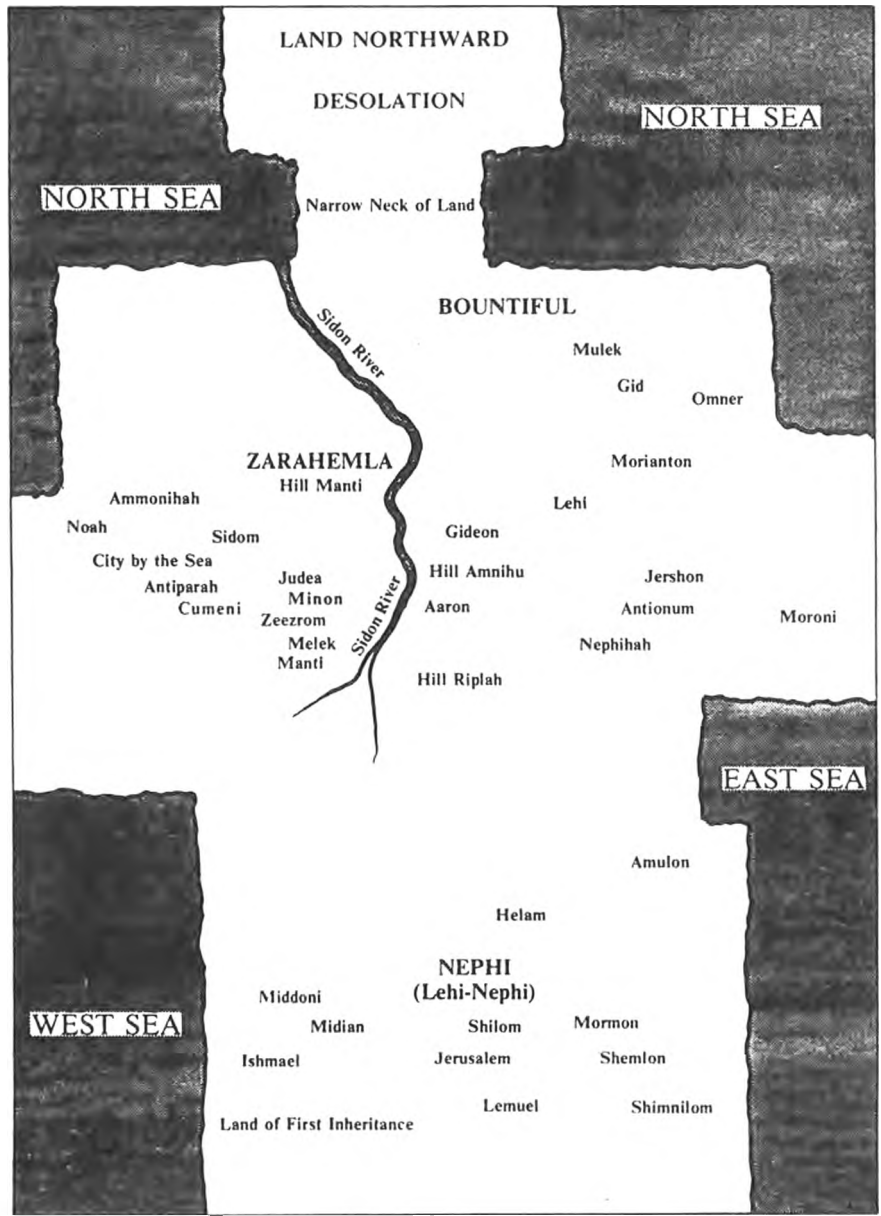 LAND NORTHWARD
DESOLATION
NORTH SEA
NORTH SEA
Narrow Neck of Land
BOUNTIFUL
Sidon River
Mulek
Gid
Omner
ZARAHEMLA
Hill Manti
Morianton
Ammonihah
Lehi
Noah
Sidom
Gideon
City by the Sea
Hill Amnihu
Antiparah
Judea
Jershon
Cumeni
Minon
Aaron
Antionum
Moroni
Zeezrom
Sidon River
Melek
Nephihah
Manti
Hill Riplah
EAST SEA
Amulon
Helam
NEPHI
(Lehi-Nephi)
Middoni
WEST SEA
Midian
Shilom
Mormon
Ishmael
Jerusalem
Shemlon
Lemuel
Shimnilom
Land of First Inheritance